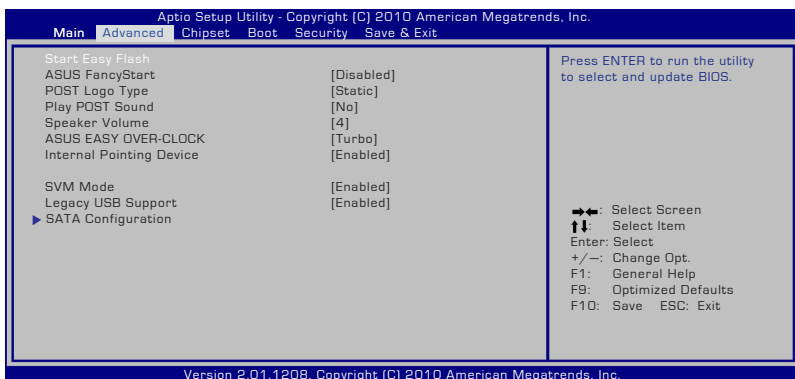 Aptio Setup Utility - Copyright (C) 2010 American Megatrends, Inc.
Main Advanced Chipset Boot Security Save & Exit
Start Easy Flash
ASUS FancyStart [Disabled]
POST Logo Type [Static]
Play POST Sound [No]
Speaker Volume [4]
ASUS EASY OVER-CLOCK [Turbo]
Internal Pointing Device [Enabled]
SVM Mode [Enabled]
Legacy USB Support [Enabled]
SATA Configuration
Press ENTER to run the utility
to select and update BIOS.
→←: Select Screen
↑↓: Select Item
Enter: Select
+/—: Change Opt.
F1: General Help
F9: Optimized Defaults
F10: Save ESC: Exit
Version 2.01.1208. Copyright (C) 2010 American Megatrends, Inc.